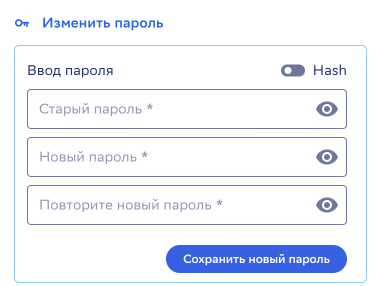 Изменить пароль
Ввод пароля Hash
Старый пароль *
Новый пароль *
Повторите новый пароль *
Сохранить новый пароль